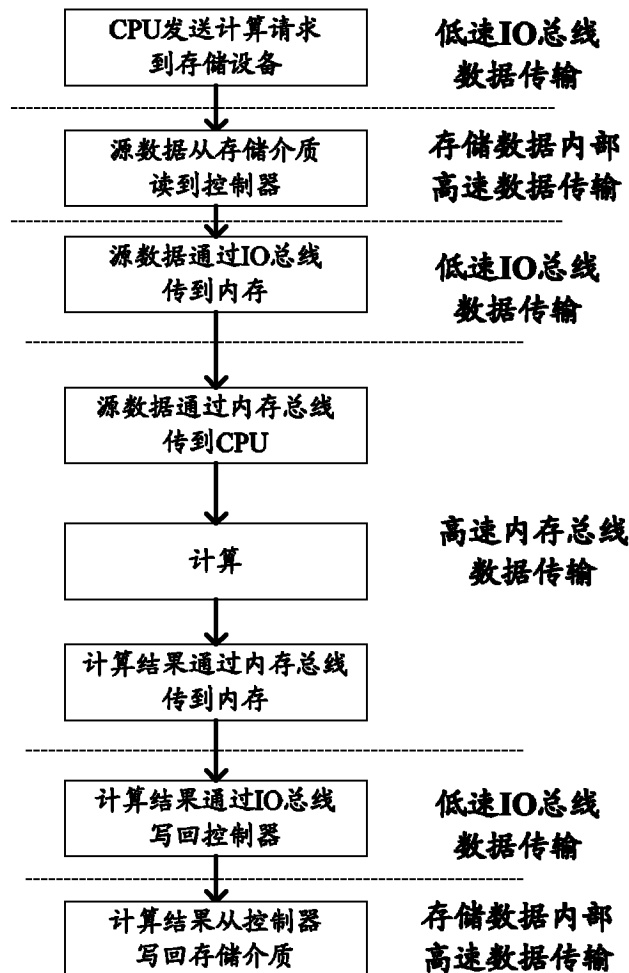 CPU发送计算请求
到存储设备
低速IO总线
数据传输
源数据从存储介质
读到控制器
存储数据内部
高速数据传输
源数据通过IO总线
传到内存
低速IO总线
数据传输
源数据通过内存总线
传到CPU
计算
高速内存总线
数据传输
计算结果通过内存总线
传到内存
计算结果通过IO总线
写回控制器
低速IO总线
数据传输
计算结果从控制器
写回存储介质
存储数据内部
高速数据传输